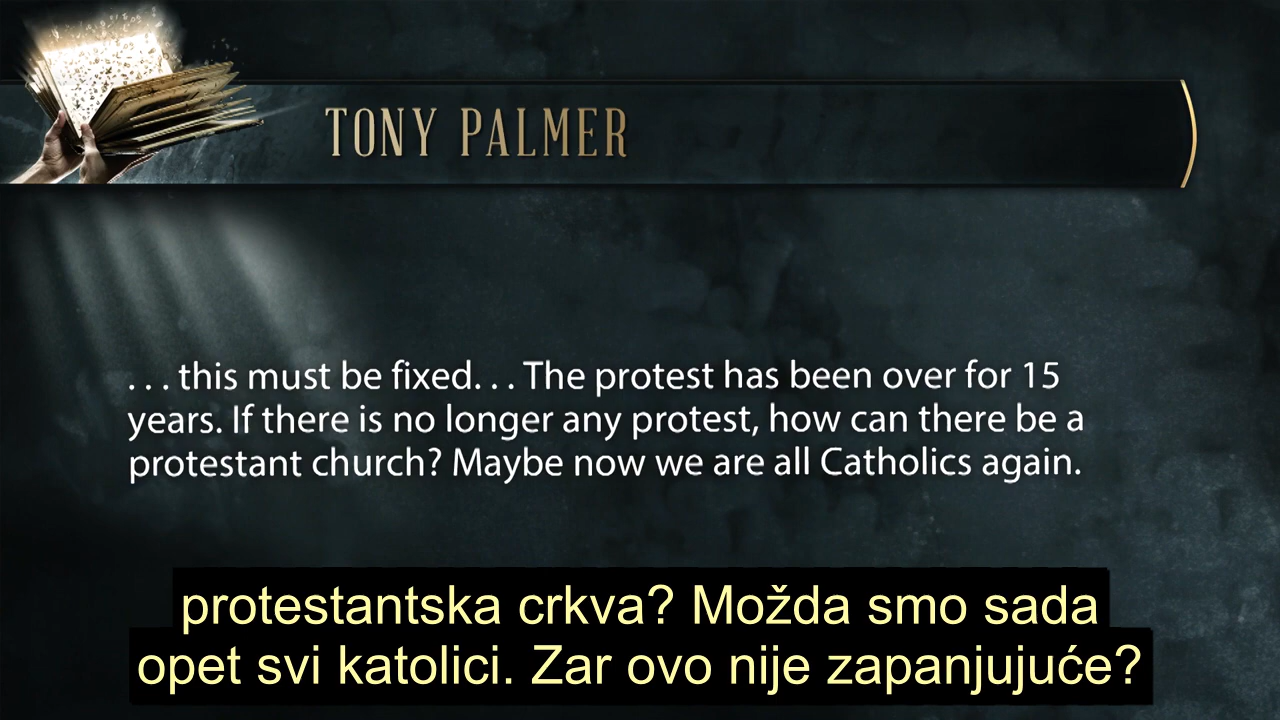 TONY PALMER
. . . this must be fixed. . . The protest has been over for 15
years. If there is no longer any protest, how can there be a
protestant church? Maybe now we are all Catholics again.
protestantska crkva? Možda smo sada
opet svi katolici. Zar ovo nije zapanjujuće?